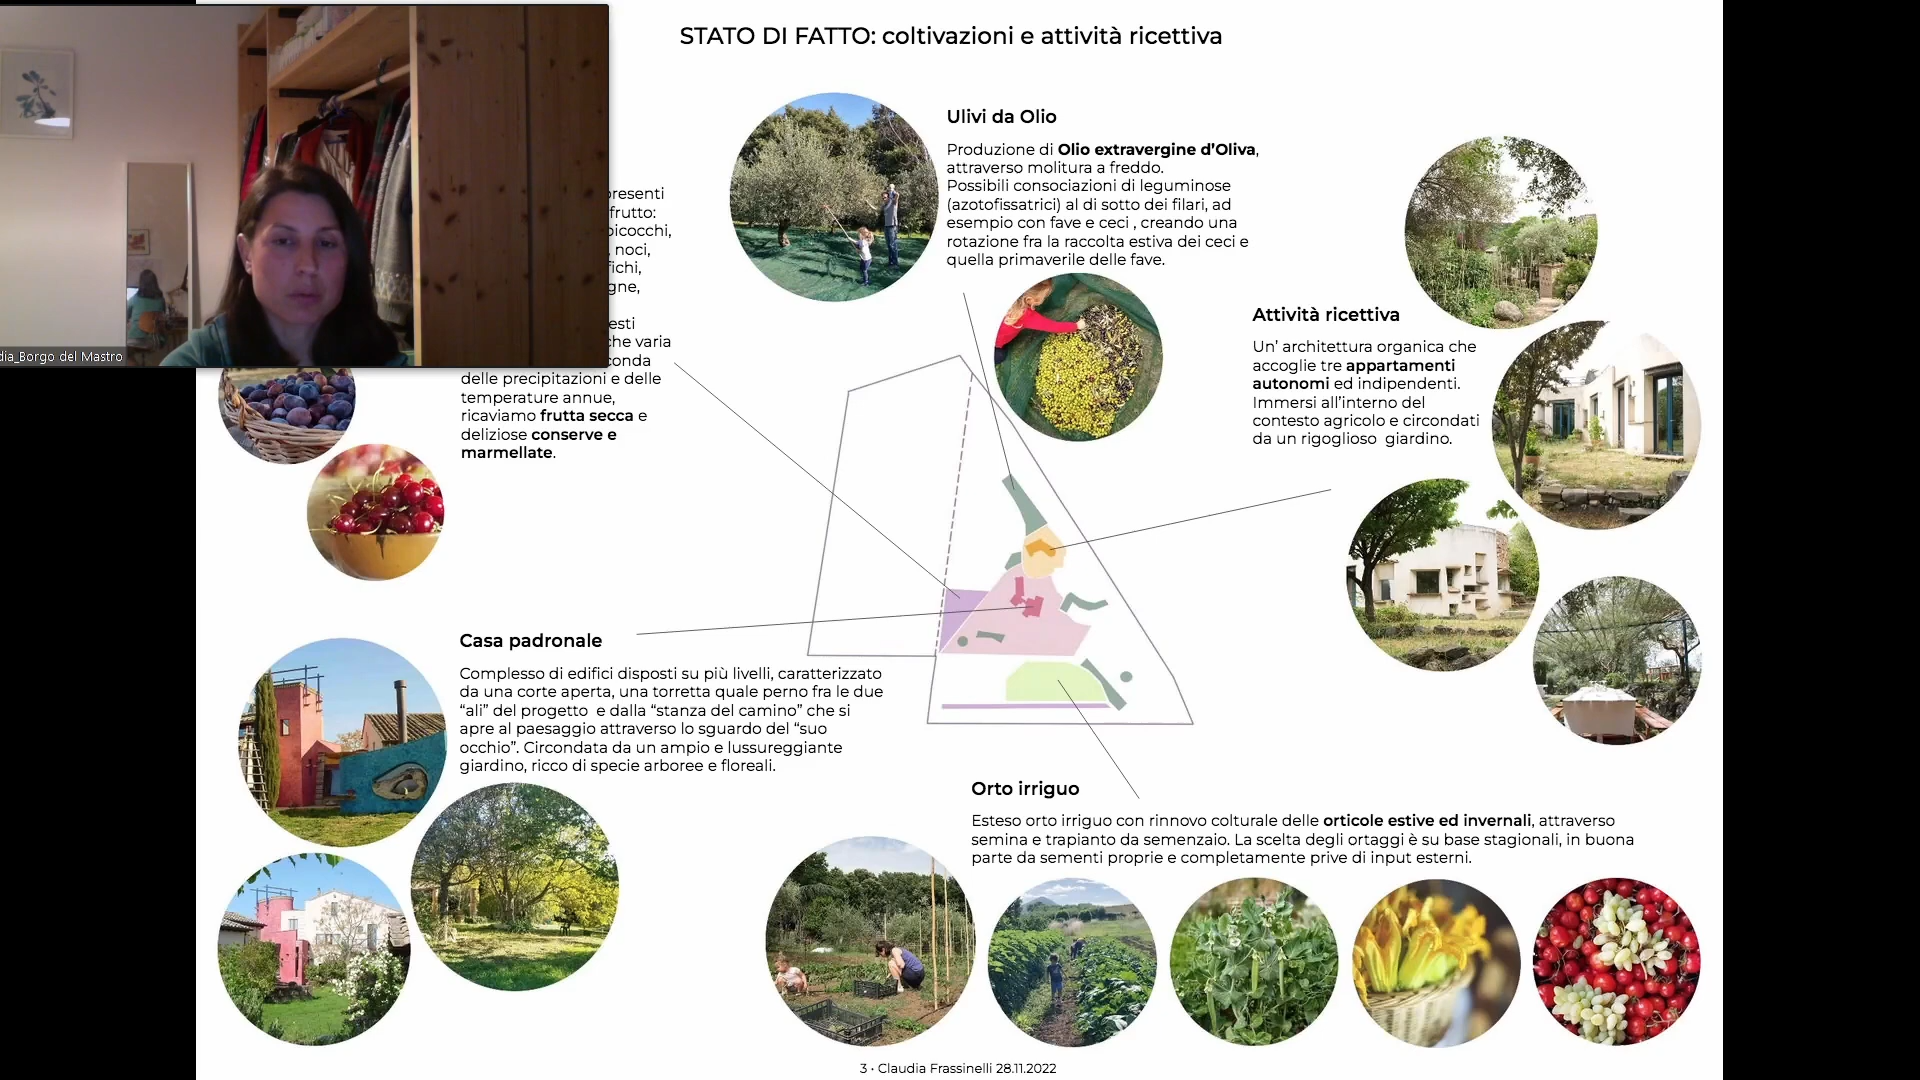 STATO DI FATTO: coltivazioni e attività ricettiva
Ulivi da Olio
Produzione di Olio extravergine d’Oliva,
attraverso molitura a freddo.
Possibili consociazioni di leguminose
(azotofissatrici) al di sotto dei filari, ad
esempio con fave e ceci , creando una
rotazione fra la raccolta estiva dei ceci e
quella primaverile delle fave.
presenti
frutto:
noci,
fichi,
che varia
delle precipitazioni e delle
temperature annue,
ricaviamo frutta secca e
deliziose conserve e
marmellate.
Borgo del Mastro
Attività ricettiva
Un’ architettura organica che
accoglie tre appartamenti
autonomi ed indipendenti.
Immersi all’interno del
contesto agricolo e circondati
da un rigoglioso giardino.
Casa padronale
Complesso di edifici disposti su più livelli, caratterizzato
da una corte aperta, una torretta quale perno fra le due
“ali” del progetto e dalla “stanza del camino” che si
apre al paesaggio attraverso lo sguardo del “suo
occhio”. Circondata da un ampio e lussureggiante
giardino, ricco di specie arboree e floreali.
Orto irriguo
Esteso orto irriguo con rinnovo colturale delle orticole estive ed invernali, attraverso
semina e trapianto da semenzaio. La scelta degli ortaggi è su base stagionali, in buona
parte da sementi proprie e completamente prive di input esterni.
3 · Claudia Frassinelli 28.11.2022